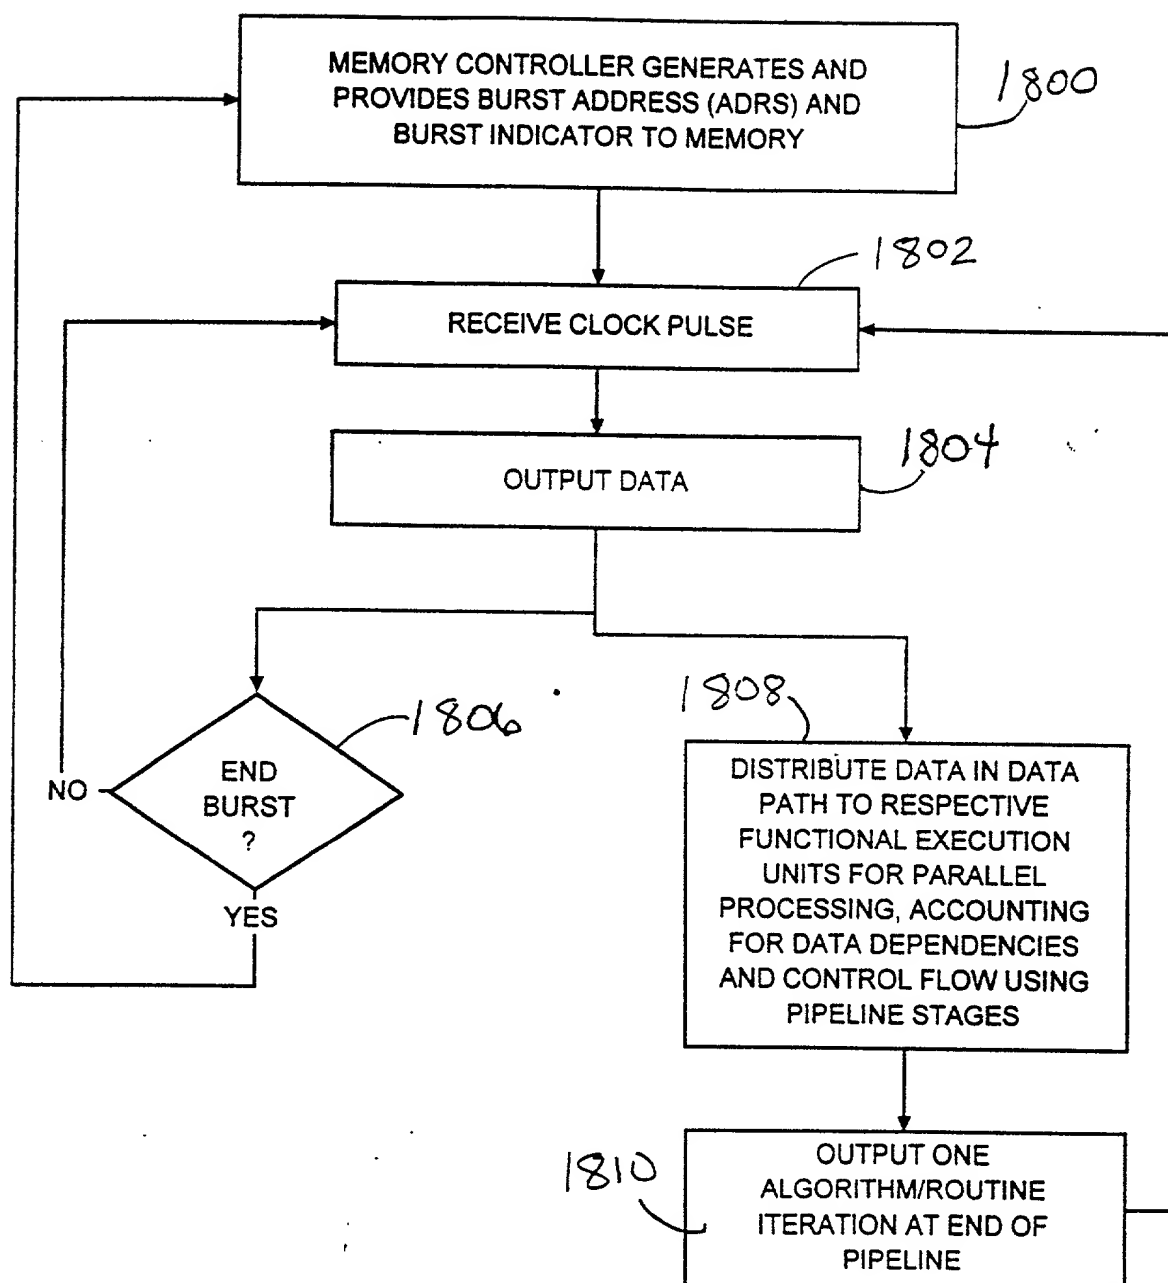 MEMORY CONTROLLER GENERATES AND
PROVIDES BURST ADDRESS (ADRS) AND
BURST INDICATOR TO MEMORY
1800
1802
RECEIVE CLOCK PULSE
1804
OUTPUT DATA
1806
END
BURST
?
NO
YES
1808
DISTRIBUTE DATA IN DATA
PATH TO RESPECTIVE
FUNCTIONAL EXECUTION
UNITS FOR PARALLEL
PROCESSING, ACCOUNTING
FOR DATA DEPENDENCIES
AND CONTROL FLOW USING
PIPELINE STAGES
1810
OUTPUT ONE
ALGORITHM/ROUTINE
ITERATION AT END OF
PIPELINE